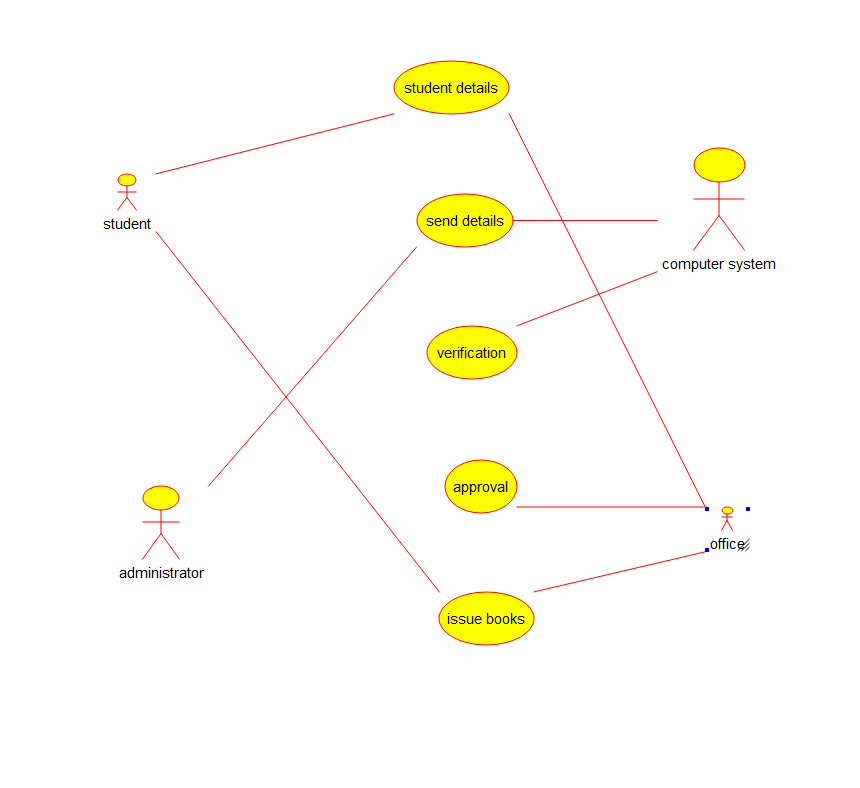 student details
student
send details
computer system
verification
approval
office
administrator
issue books